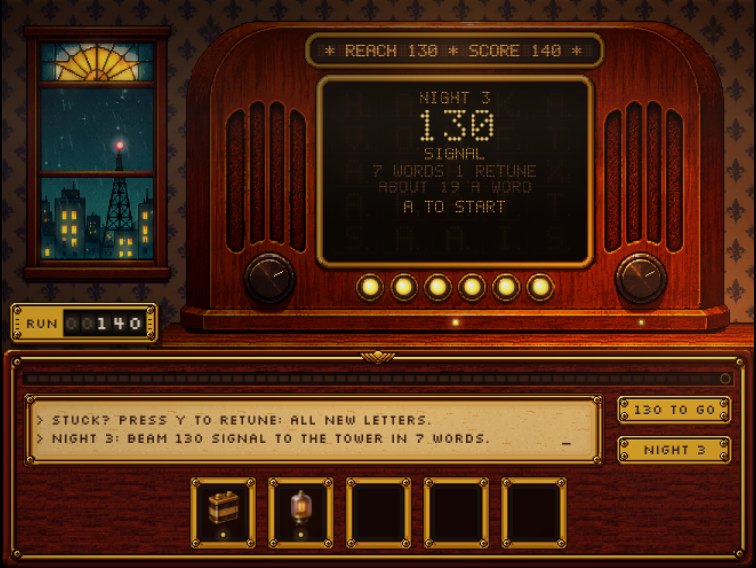 * REACH 130 * SCORE 140 *
NIGHT 3
130
SIGNAL
7 WORDS 1 RETUNE
ABOUT 19 A WORD
A TO START
RUN 00140
> STUCK? PRESS Y TO RETUNE: ALL NEW LETTERS.
> NIGHT 3: BEAM 130 SIGNAL TO THE TOWER IN 7 WORDS. _
130 TO GO
NIGHT 3